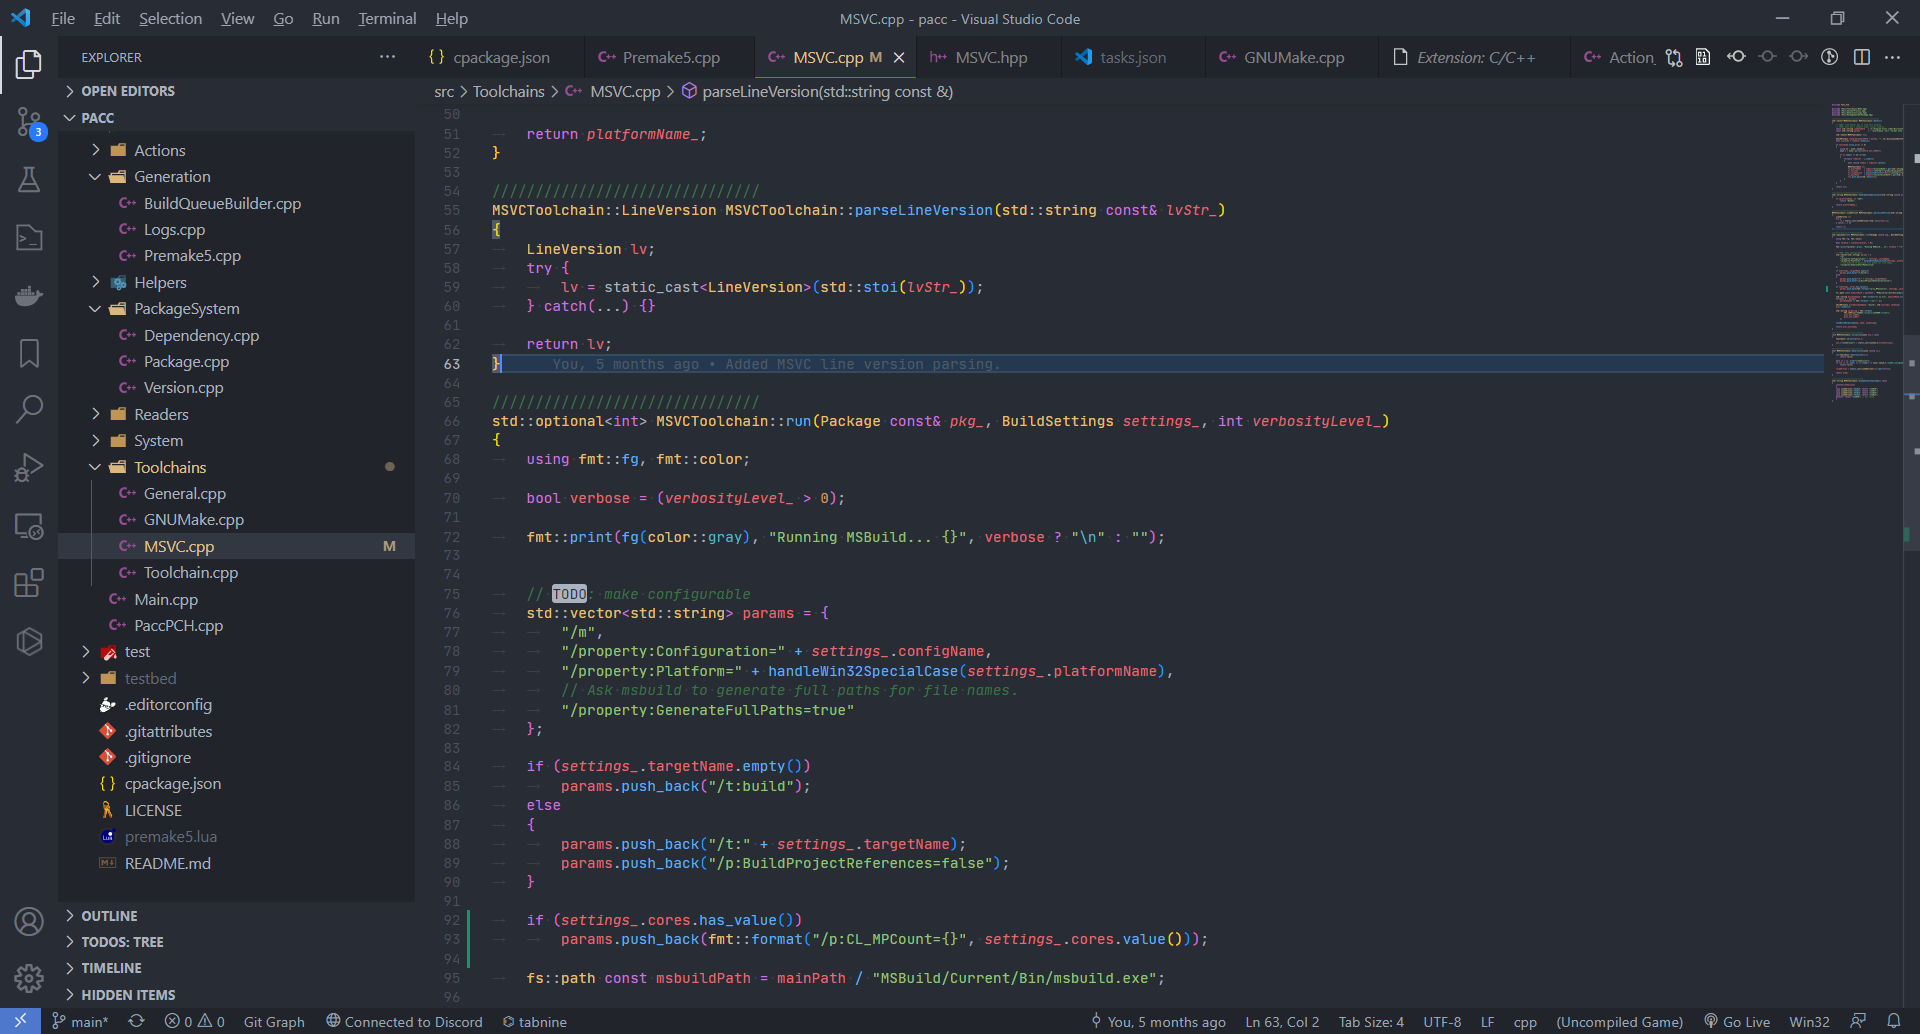 File Edit Selection View Go Run Terminal Help
MSVC.cpp - pacc - Visual Studio Code
EXPLORER
cpackage.json
Premake5.cpp
MSVC.cpp M
MSVC.hpp
tasks.json
GNUMake.cpp
Extension: C/C++
Action
OPEN EDITORS
PACC
Actions
Generation
BuildQueueBuilder.cpp
Logs.cpp
Premake5.cpp
Helpers
PackageSystem
Dependency.cpp
Package.cpp
Version.cpp
Readers
System
Toolchains
General.cpp
GNUMake.cpp
MSVC.cpp M
Toolchain.cpp
Main.cpp
PaccPCH.cpp
test
testbed
.editorconfig
.gitattributes
.gitignore
cpackage.json
LICENSE
premake5.lua
README.md
OUTLINE
TODOS: TREE
TIMELINE
HIDDEN ITEMS
3
src > Toolchains > MSVC.cpp > parseLineVersion(std::string const &)
50
51 return platformName_;
52 }
53
54 ///////////////////////////////
55 MSVCToolchain::LineVersion MSVCToolchain::parseLineVersion(std::string const& lvStr_)
56 {
57 LineVersion lv;
58 try {
59 lv = static_cast<LineVersion>(std::stoi(lvStr_));
60 } catch(...) {}
61
62 return lv;
63 } You, 5 months ago • Added MSVC line version parsing.
64
65 ///////////////////////////////
66 std::optional<int> MSVCToolchain::run(Package const& pkg_, BuildSettings settings_, int verbosityLevel_)
67 {
68 using fmt::fg, fmt::color;
69
70 bool verbose = (verbosityLevel_ > 0);
71
72 fmt::print(fg(color::gray), "Running MSBuild... {}", verbose ? "\n" : "");
73
74
75 // TODO: make configurable
76 std::vector<std::string> params = {
77 "/m",
78 "/property:Configuration=" + settings_.configName,
79 "/property:Platform=" + handleWin32SpecialCase(settings_.platformName),
80 // Ask msbuild to generate full paths for file names.
81 "/property:GenerateFullPaths=true"
82 };
83
84 if (settings_.targetName.empty())
85 params.push_back("/t:build");
86 else
87 {
88 params.push_back("/t:" + settings_.targetName);
89 params.push_back("/p:BuildProjectReferences=false");
90 }
91
92 if (settings_.cores.has_value())
93 params.push_back(fmt::format("/p:CL_MPCount={}", settings_.cores.value()));
94
95 fs::path const msbuildPath = mainPath / "MSBuild/Current/Bin/msbuild.exe";
96
main* 0 0 Git Graph Connected to Discord tabnine You, 5 months ago Ln 63, Col 2 Tab Size: 4 UTF-8 LF cpp (Uncompiled Game) Go Live Win32